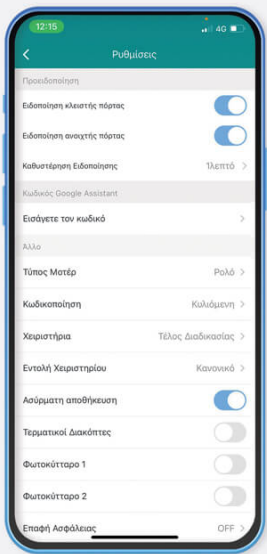 12:15
4G
Ρυθμίσεις
Προειδοποίηση
Ειδοποίηση κλειστής πόρτας
Ειδοποίηση ανοιχτής πόρτας
Καθυστέρηση Ειδοποίησης 1λεπτό
Κωδικός Google Assistant
Εισάγετε τον κωδικό
Άλλο
Τύπος Μοτέρ Ρολό
Κωδικοποίηση Κυλιόμενη
Χειριστήρια Τέλος Διαδικασίας
Εντολή Χειριστηρίου Κανονικό
Ασύρματη αποθήκευση
Τερματικοί Διακόπτες
Φωτοκύτταρο 1
Φωτοκύτταρο 2
Επαφή Ασφάλειας OFF